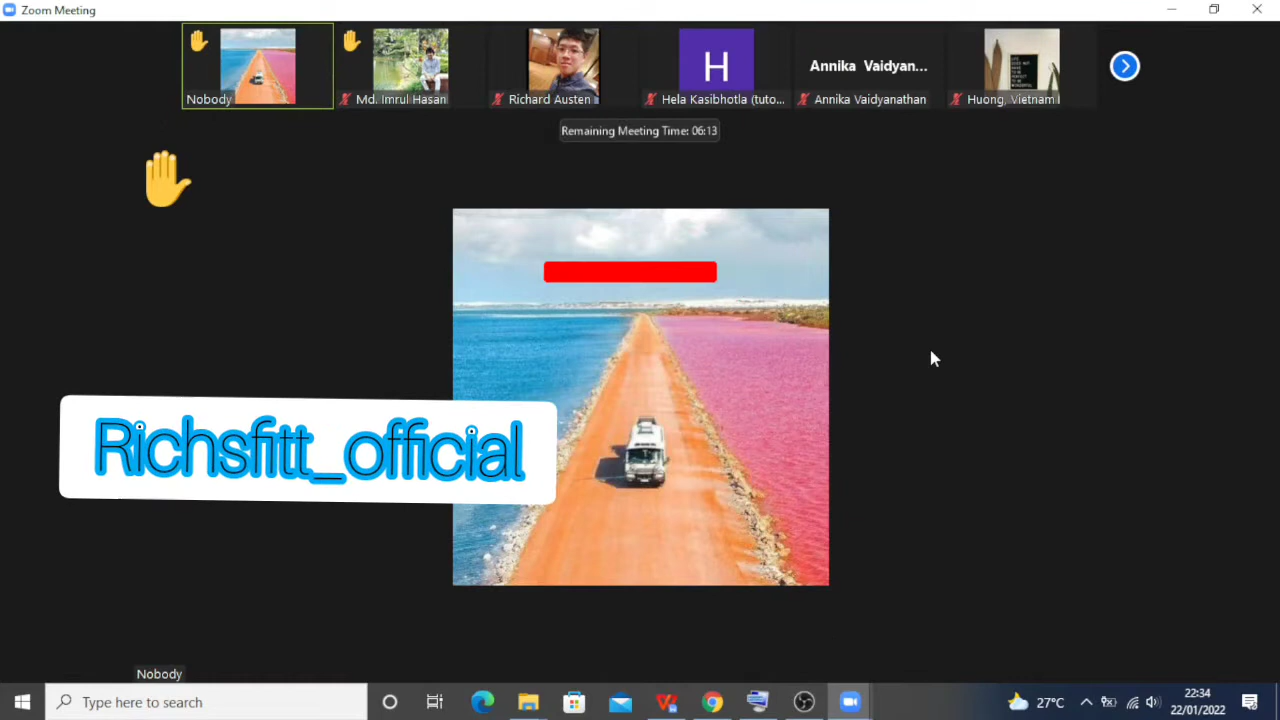 Zoom Meeting
Nobody
Md. Imrul Hasan
Richard Austen
H
Hela Kasibhotla (tuto...
Annika Vaidyan...
Annika Vaidyanathan
Huong, Vietnam
Remaining Meeting Time: 06:13
Richsfitt_official
Nobody
Type here to search
27°C
22:34
22/01/2022